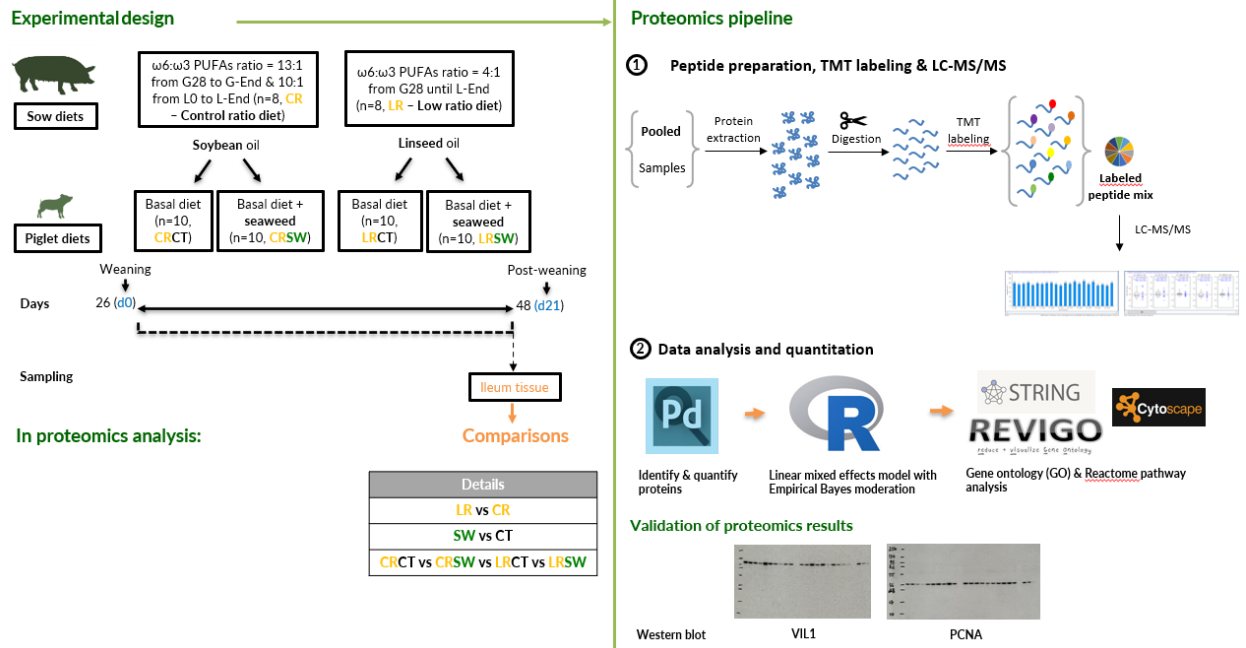 Experimental design
ω6:ω3 PUFAs ratio = 13:1
from G28 to G-End & 10:1
from L0 to L-End (n=8, CR
– Control ratio diet)
ω6:ω3 PUFAs ratio = 4:1
from G28 until L-End
(n=8, LR – Low ratio diet)
Sow diets
Soybean oil
Linseed oil
Basal diet
(n=10,
CRCT)
Basal diet +
seaweed
(n=10, CRSW)
Basal diet
(n=10,
LRCT)
Basal diet +
seaweed
(n=10, LRSW)
Piglet diets
Weaning
Post-weaning
Days
26 (d0)
48 (d21)
Sampling
Ileum tissue
In proteomics analysis:
Comparisons
Details
LR vs CR
SW vs CT
CRCT vs CRSW vs LRCT vs LRSW
Proteomics pipeline
1 Peptide preparation, TMT labeling & LC-MS/MS
Pooled
Samples
Protein
extraction
Digestion
TMT
labeling
Labeled
peptide mix
LC-MS/MS
2 Data analysis and quantitation
Pd
R
STRING
REVIGO
reduce + visualize Gene Ontology
Cytoscape
Identify & quantify
proteins
Linear mixed effects model with
Empirical Bayes moderation
Gene ontology (GO) & Reactome pathway
analysis
Validation of proteomics results
Western blot
VIL1
PCNA